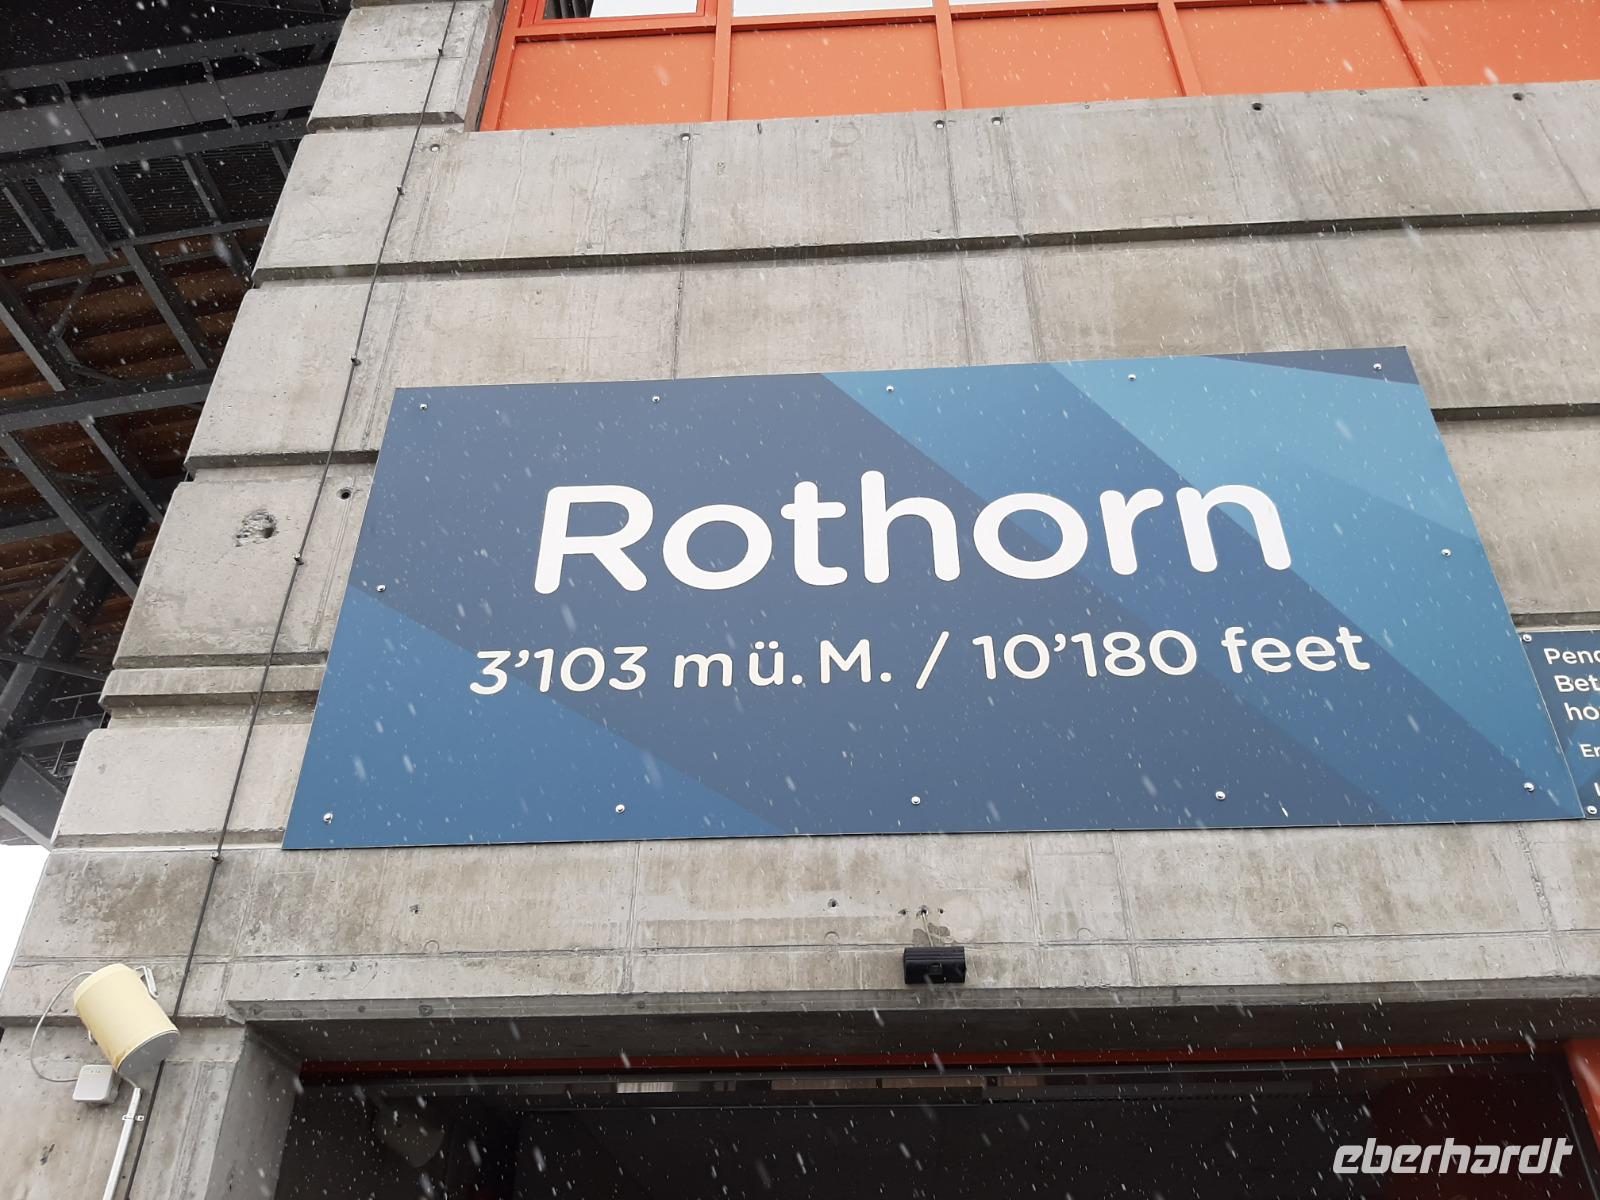 Rothorn
3'103 mü.M. / 10'180 feet
eberhardt